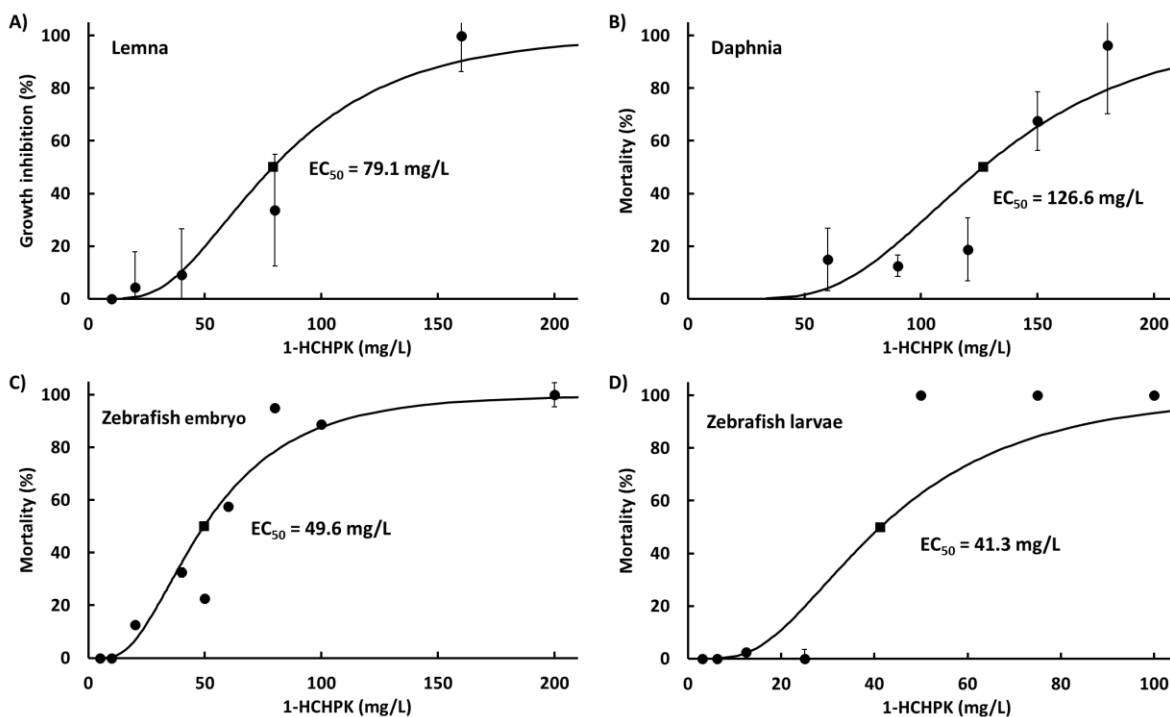 A)
Lemna
Growth inhibition (%)
100
80
60
40
20
0
EC₅₀ = 79.1 mg/L
0 50 100 150 200
1-HCHPK (mg/L)
B)
Daphnia
Mortality (%)
100
80
60
40
20
0
EC₅₀ = 126.6 mg/L
0 50 100 150 200
1-HCHPK (mg/L)
C)
Zebrafish embryo
Mortality (%)
100
80
60
40
20
0
EC₅₀ = 49.6 mg/L
0 50 100 150 200
1-HCHPK (mg/L)
D)
Zebrafish larvae
Mortality (%)
100
80
60
40
20
0
EC₅₀ = 41.3 mg/L
0 20 40 60 80 100
1-HCHPK (mg/L)